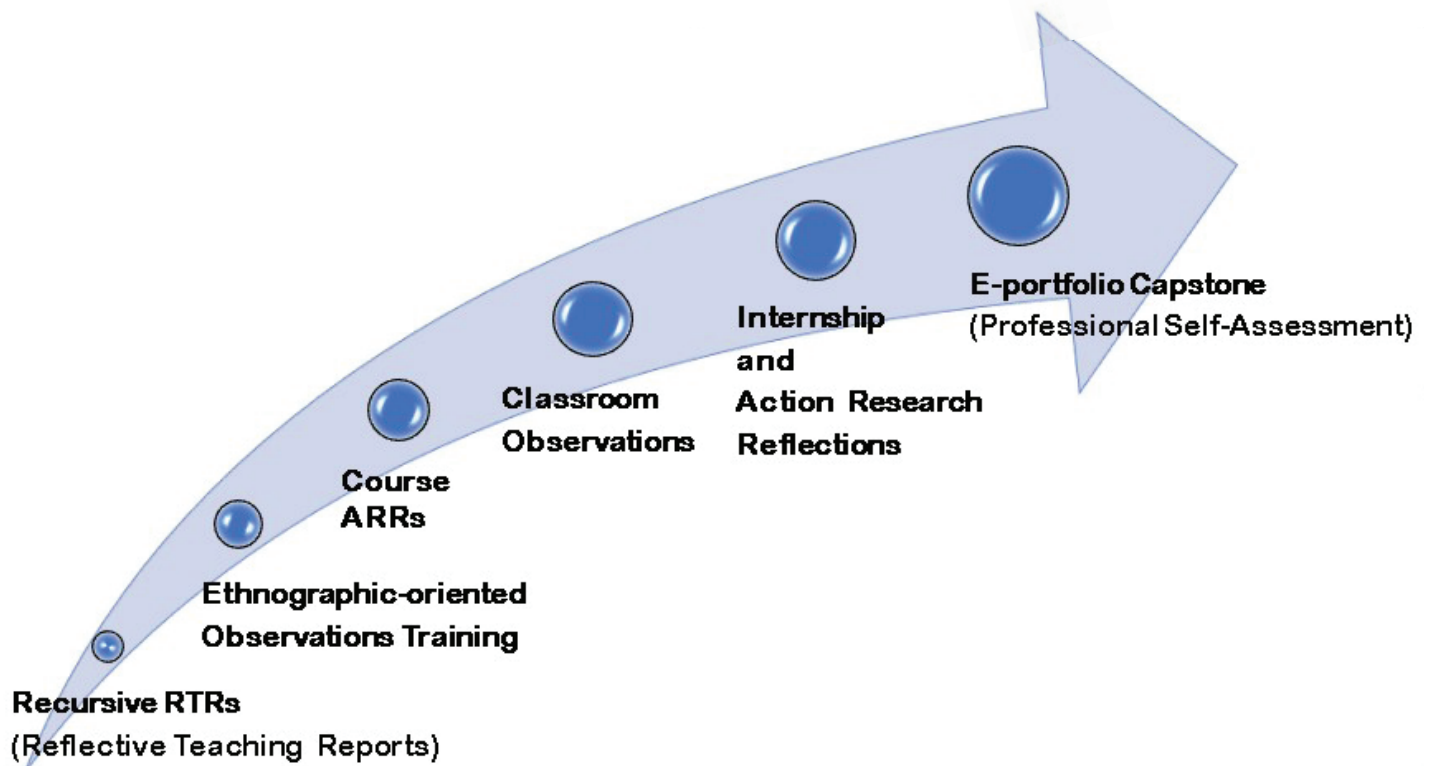 E-portfolio Capstone
(Professional Self-Assessment)
Internship
and
Action Research
Reflections
Classroom
Observations
Course
ARRs
Ethnographic-oriented
Observations Training
Recursive RTRs
(Reflective Teaching Reports)